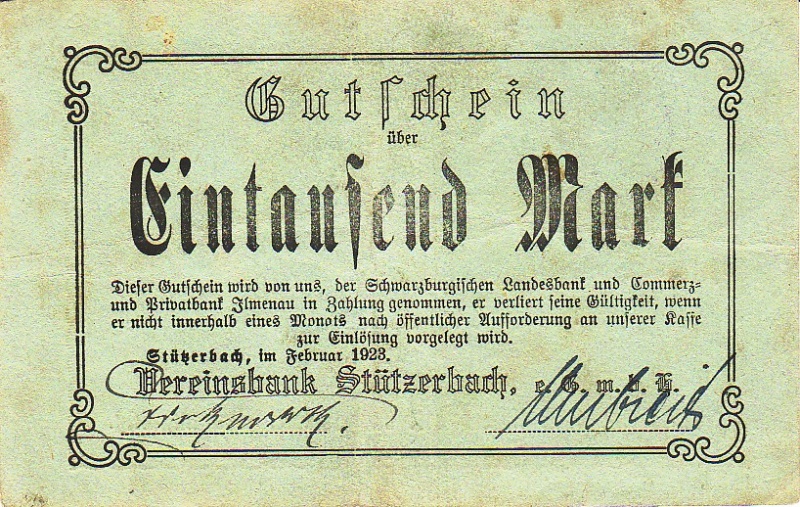 Gutschein
über
Eintausend Mark
Dieser Gutschein wird von uns, der Schwarzburgischen Landesbank und Commerz-
und Privatbank Ilmenau in Zahlung genommen, er verliert seine Gültigkeit, wenn
er nicht innerhalb eines Monats nach öffentlicher Aufforderung an unserer Kasse
zur Einlösung vorgelegt wird.
Stützerbach, im Februar 1923.
Vereinsbank Stützerbach, e. G. m. b. H.